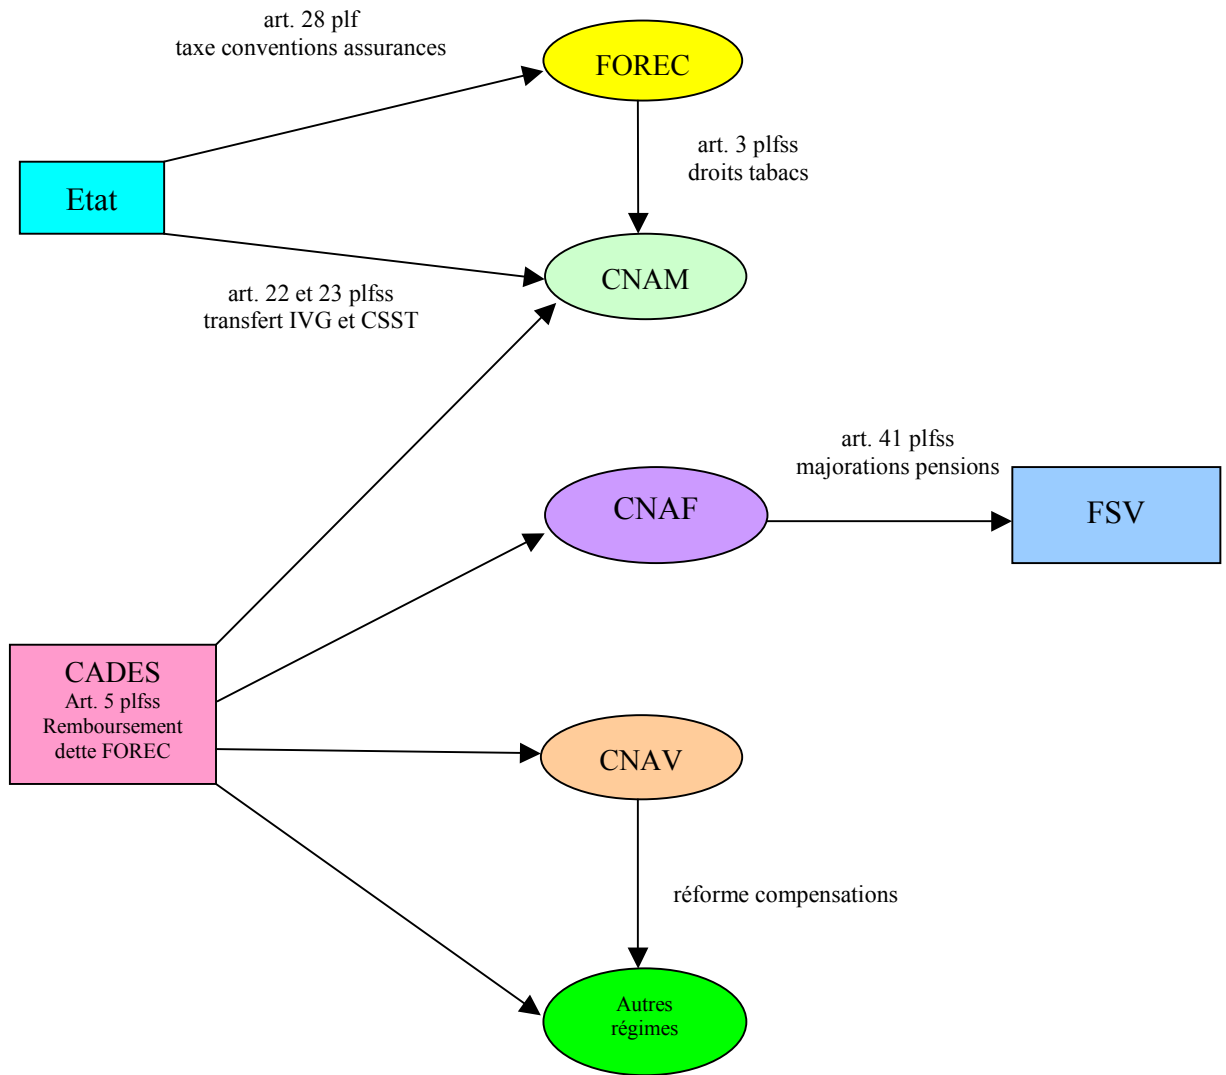 art. 28 plf
taxe conventions assurances
FOREC
art. 3 plfss
droits tabacs
Etat
CNAM
art. 22 et 23 plfss
transfert IVG et CSST
art. 41 plfss
majorations pensions
CNAF
FSV
CADES
Art. 5 plfss
Remboursement
dette FOREC
CNAV
réforme compensations
Autres
régimes